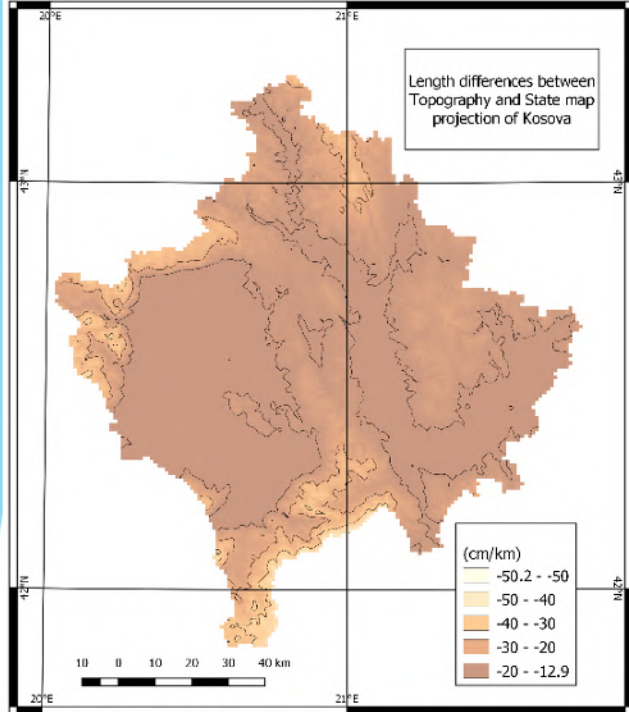 20°E
21°E
Length differences between
Topography and State map
projection of Kosova
43°N
43°N
42°N
42°N
(cm/km)
-50.2 - -50
-50 - -40
-40 - -30
-30 - -20
-20 - -12.9
10 0 10 20 30 40 km
20°E
21°E